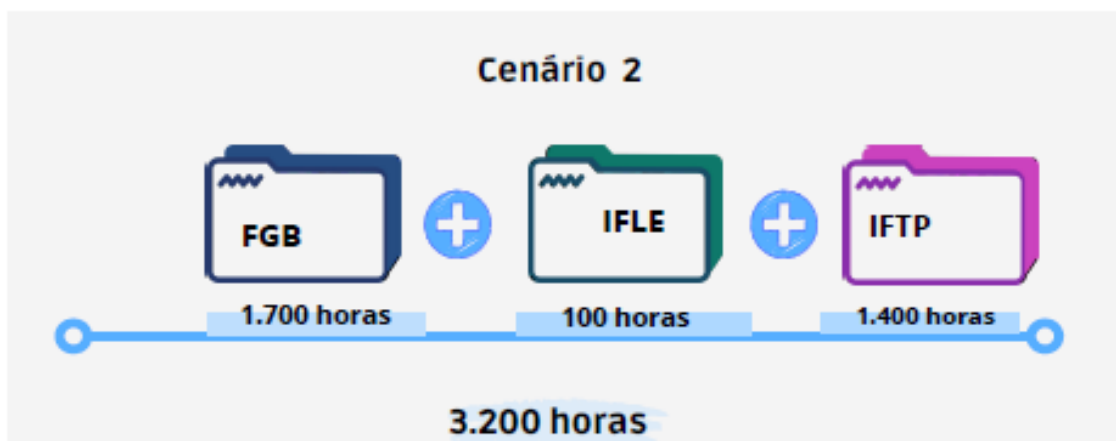 Cenário 2
FGB
IFLE
IFTP
1.700 horas
100 horas
1.400 horas
3.200 horas